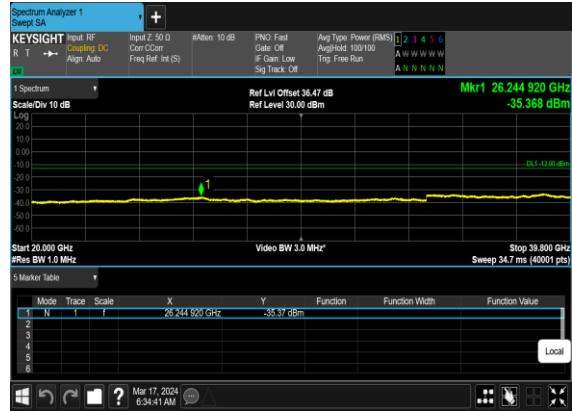 Spectrum Analyzer 1
Swept SA
+
KEYSIGHT
R T
Input: RF
Coupling: DC
Align: Auto
Input Z: 50 Ω
Corr CCorr
Freq Ref: Int (S)
#Atten: 10 dB
PNO: Fast
Gate: Off
IF Gain: Low
Sig Track: Off
Avg Type: Power (RMS)
Avg|Hold: 100/100
Trig: Free Run
1 2 3 4 5 6
A W W W W W
A N N N N N
1 Spectrum
Scale/Div 10 dB
Ref Lvl Offset 36.47 dB
Ref Level 30.00 dBm
Mkr1 26.244 920 GHz
-35.368 dBm
Log
20.0
10.0
0.00
-10.0
-20.0
-30.0
-40.0
-50.0
-60.0
DL1 -13.00 dBm
1
Start 20.000 GHz
#Res BW 1.0 MHz
Video BW 3.0 MHz*
Stop 39.800 GHz
Sweep 34.7 ms (40001 pts)
5 Marker Table
Mode Trace Scale X Y Function Function Width Function Value
1 N 1 f 26.244 920 GHz -35.37 dBm
2
3
4
5
6
Local
?
Mar 17, 2024
6:34:41 AM